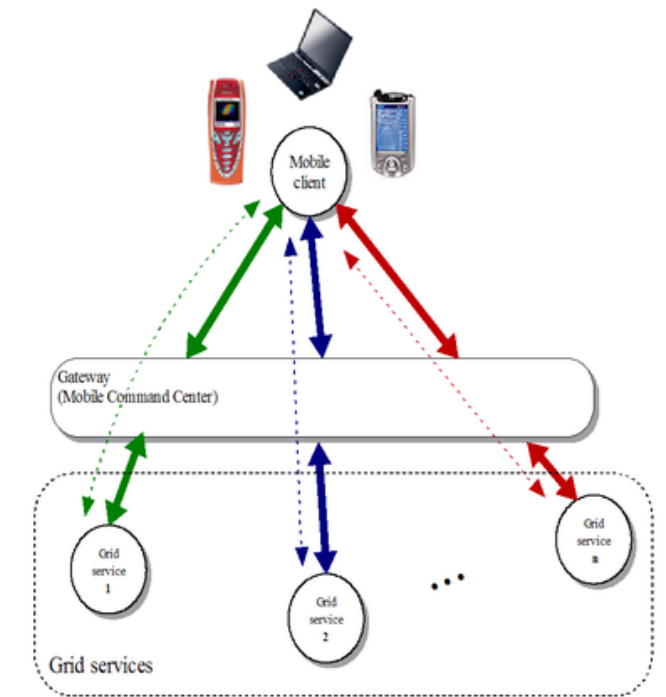 Mobile
client
Gateway
(Mobile Command Center)
Grid
service
1
Grid
service
2
...
Grid
service
n
Grid services